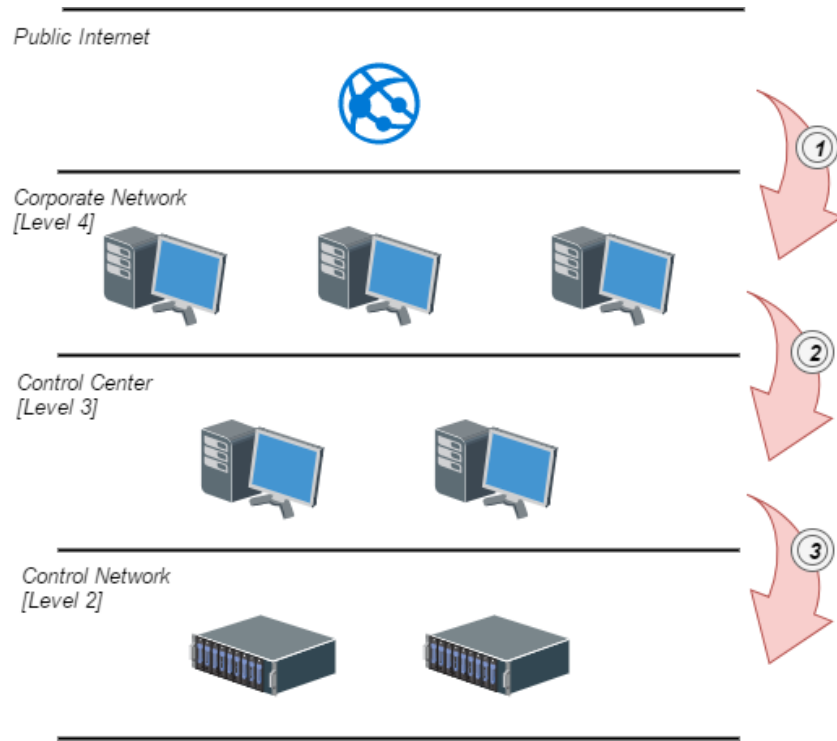 Public Internet
1
Corporate Network
[Level 4]
2
Control Center
[Level 3]
3
Control Network
[Level 2]